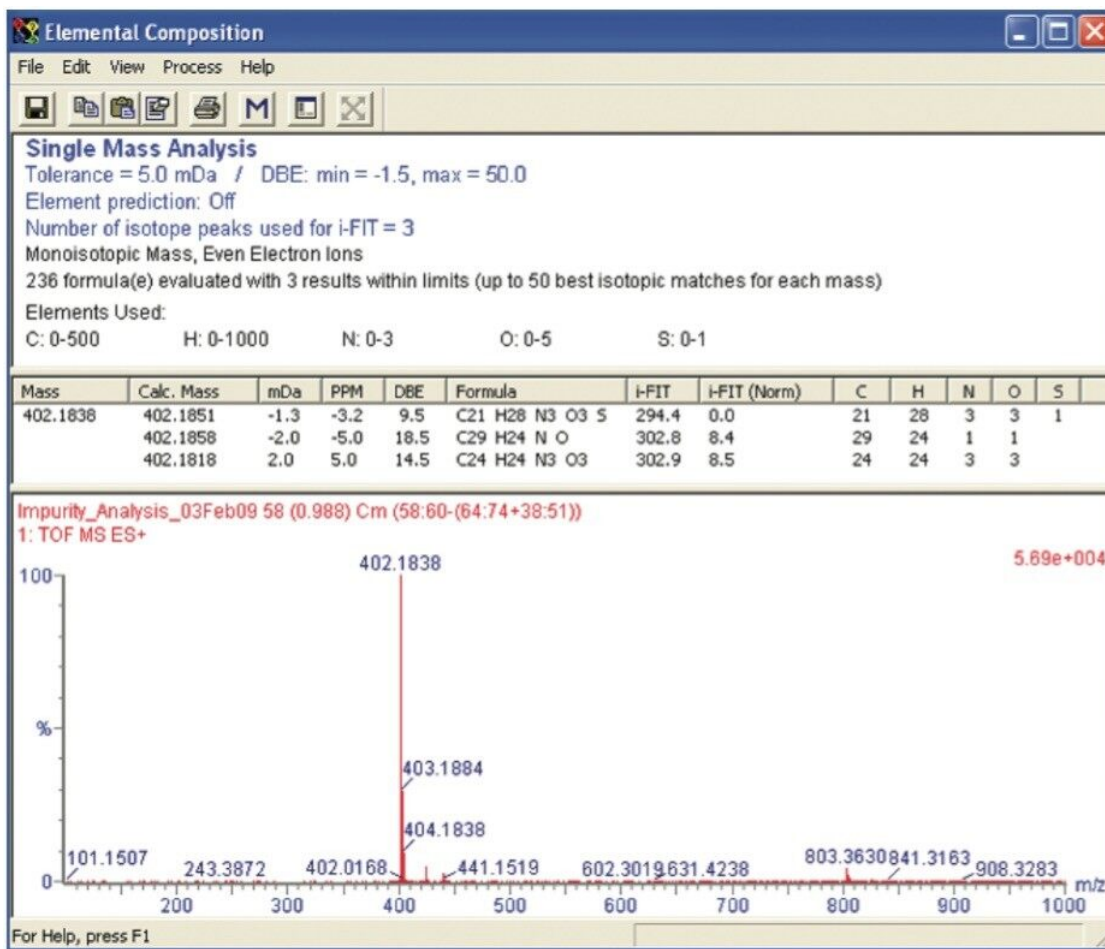 Elemental Composition
File Edit View Process Help
M
Single Mass Analysis
Tolerance = 5.0 mDa / DBE: min = -1.5, max = 50.0
Element prediction: Off
Number of isotope peaks used for i-FIT = 3
Monoisotopic Mass, Even Electron Ions
236 formula(e) evaluated with 3 results within limits (up to 50 best isotopic matches for each mass)
Elements Used:
C: 0-500 H: 0-1000 N: 0-3 O: 0-5 S: 0-1
Mass Calc. Mass mDa PPM DBE Formula i-FIT i-FIT (Norm) C H N O S
402.1838 402.1851 -1.3 -3.2 9.5 C21 H28 N3 O3 S 294.4 0.0 21 28 3 3 1
402.1858 -2.0 -5.0 18.5 C29 H24 N O 302.8 8.4 29 24 1 1
402.1818 2.0 5.0 14.5 C24 H24 N3 O3 302.9 8.5 24 24 3 3
Impurity_Analysis_03Feb09 58 (0.988) Cm (58:60-(64:74+38:51))
1: TOF MS ES+
5.69e+004
402.1838
100
%
403.1884
404.1838
101.1507 243.3872 402.0168 441.1519 602.3019 631.4238 803.3630 841.3163 908.3283
0
m/z
200 300 400 500 600 700 800 900 1000
For Help, press F1